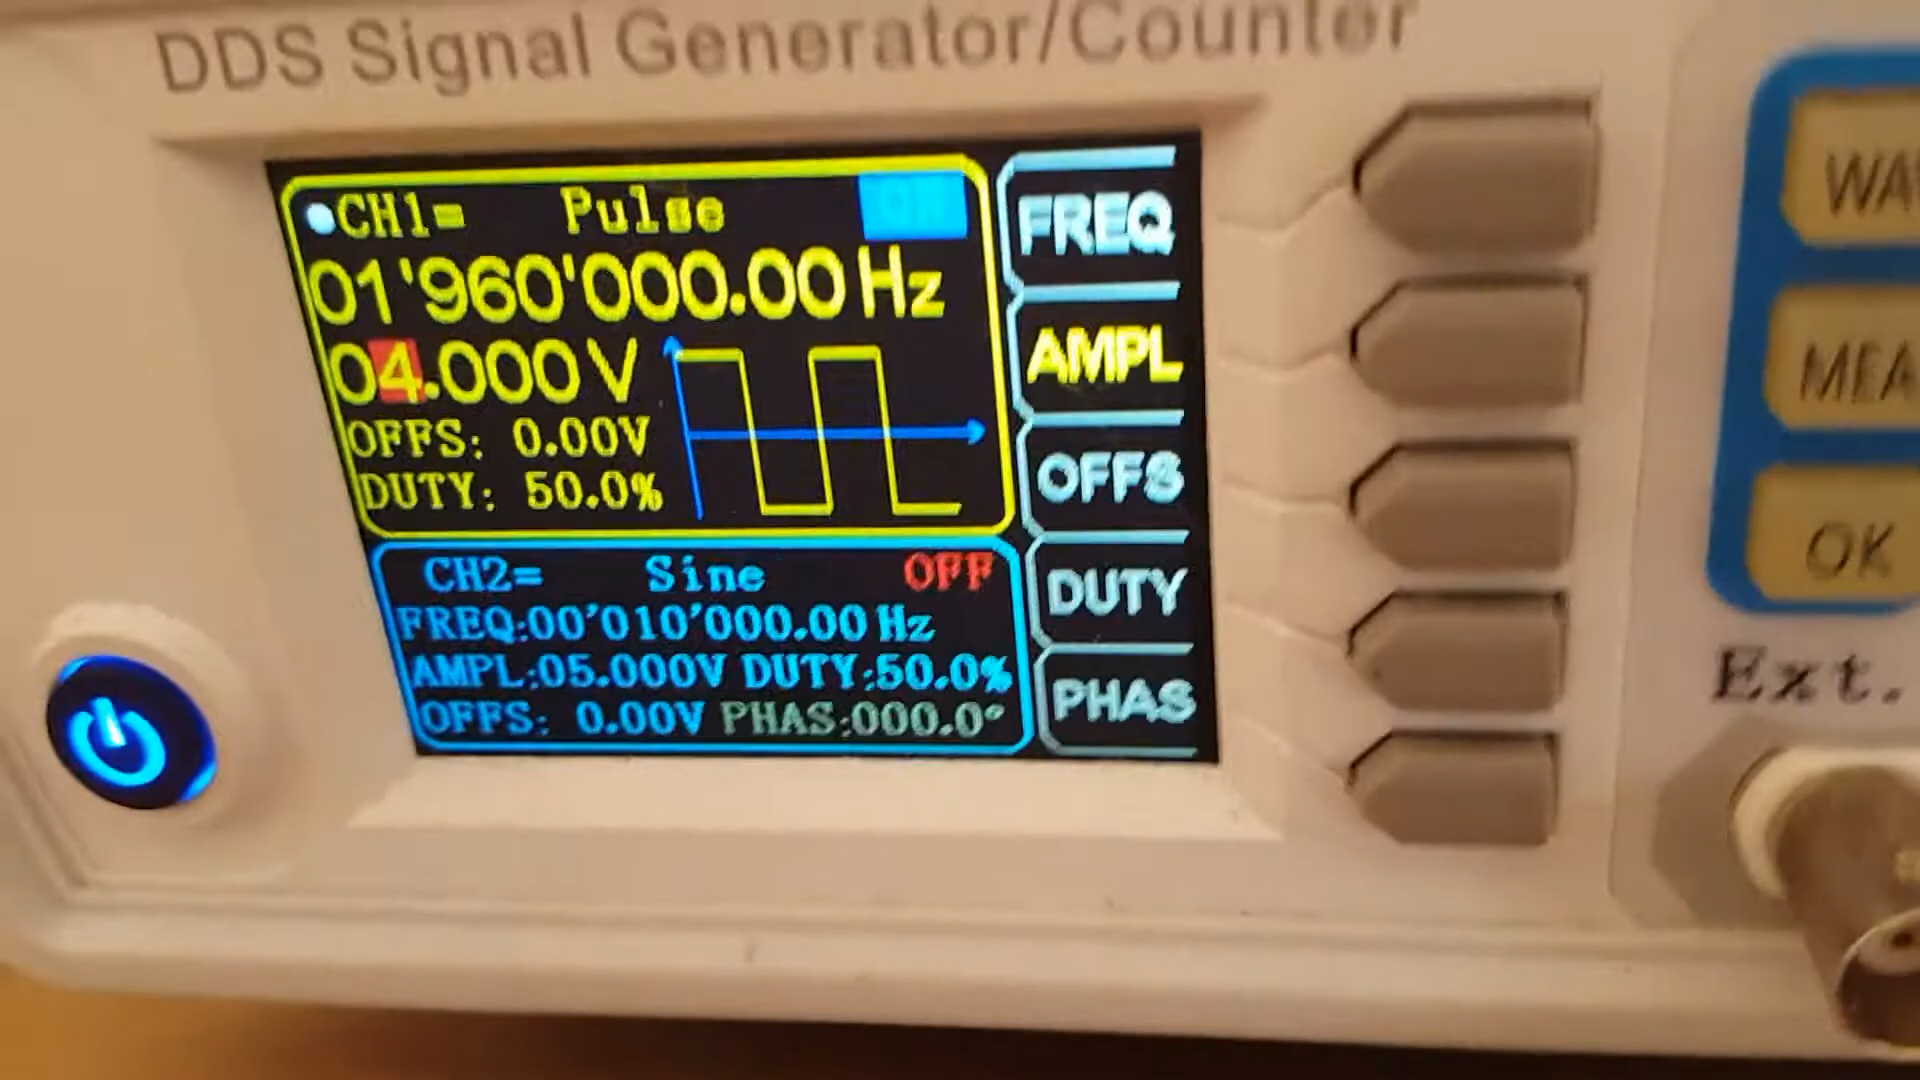 DDS Signal Generator/Counter
CH1= Pulse ON
01'960'000.00 Hz
04.000 V
OFFS: 0.00V
DUTY: 50.0%
CH2= Sine OFF
FREQ:00'010'000.00 Hz
AMPL:05.000V DUTY:50.0%
OFFS: 0.00V PHAS:000.0°
FREQ
AMPL
OFFS
DUTY
PHAS
WA
MEA
OK
Ext.